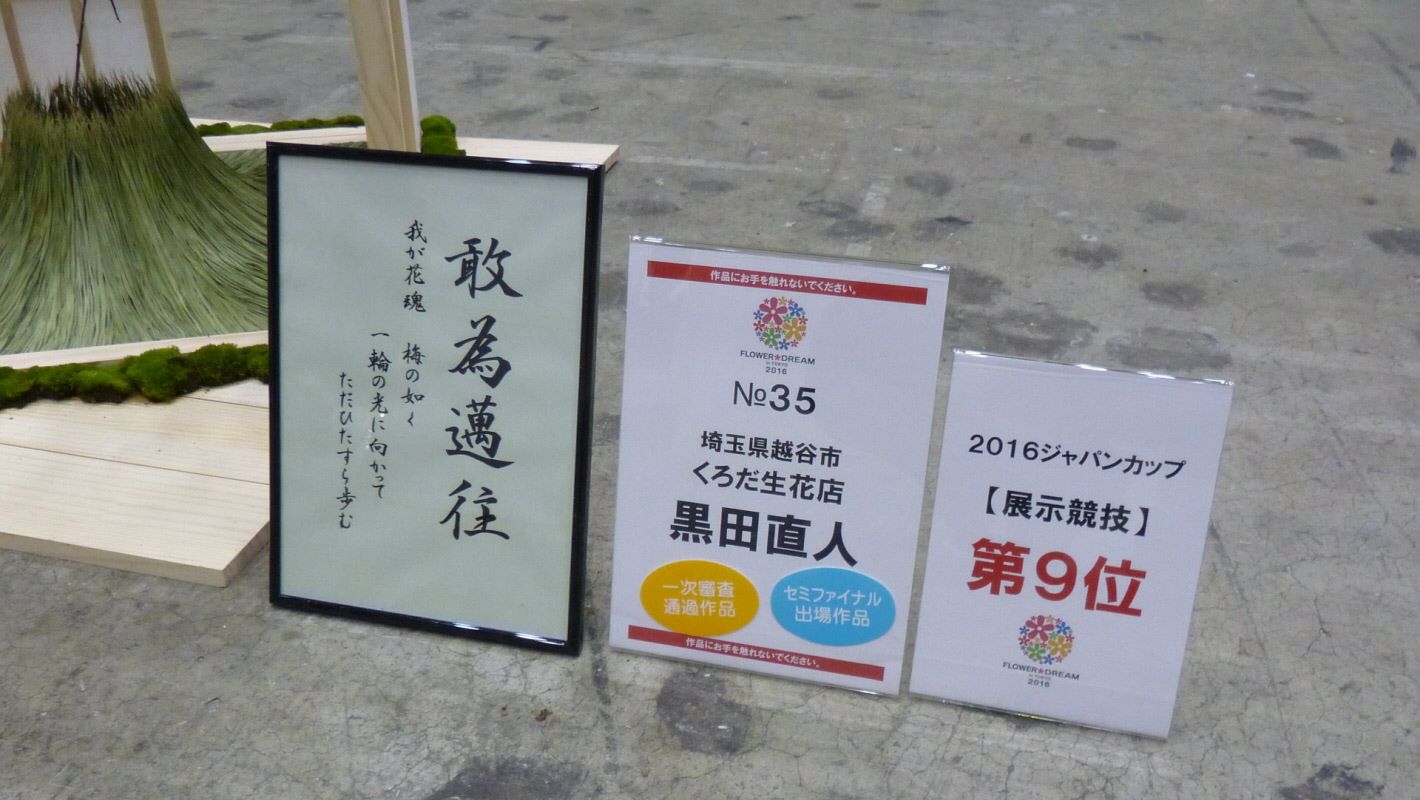 敢為邁往
我が花魂
梅の如く
一輪の光に向かって
ただひたすら歩む
作品にお手を触れないでください。
FLOWER★DREAM
in TOKYO
2016
№35
埼玉県越谷市
くろだ生花店
黒田直人
一次審査
通過作品
セミファイナル
出場作品
作品にお手を触れないでください。
2016ジャパンカップ
【展示競技】
第9位
FLOWER★DREAM
in TOKYO
2016